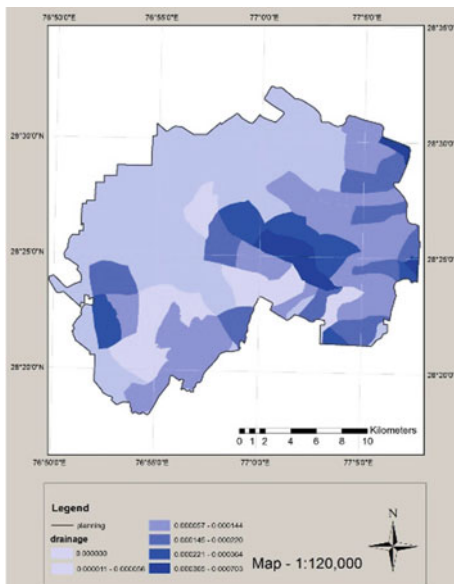 76°50'0"E 76°55'0"E 77°0'0"E 77°5'0"E
28°35'0"N
28°30'0"N 28°30'0"N
28°25'0"N 28°25'0"N
28°20'0"N 28°20'0"N
Kilometers
0 1 2 4 6 8 10
76°50'0"E 76°55'0"E 77°0'0"E 77°5'0"E
Legend
planning
drainage
0.000000
0.000011 - 0.000056
0.000057 - 0.000144
0.000145 - 0.000220
0.000221 - 0.000364
0.000365 - 0.000703
N
Map - 1:120,000